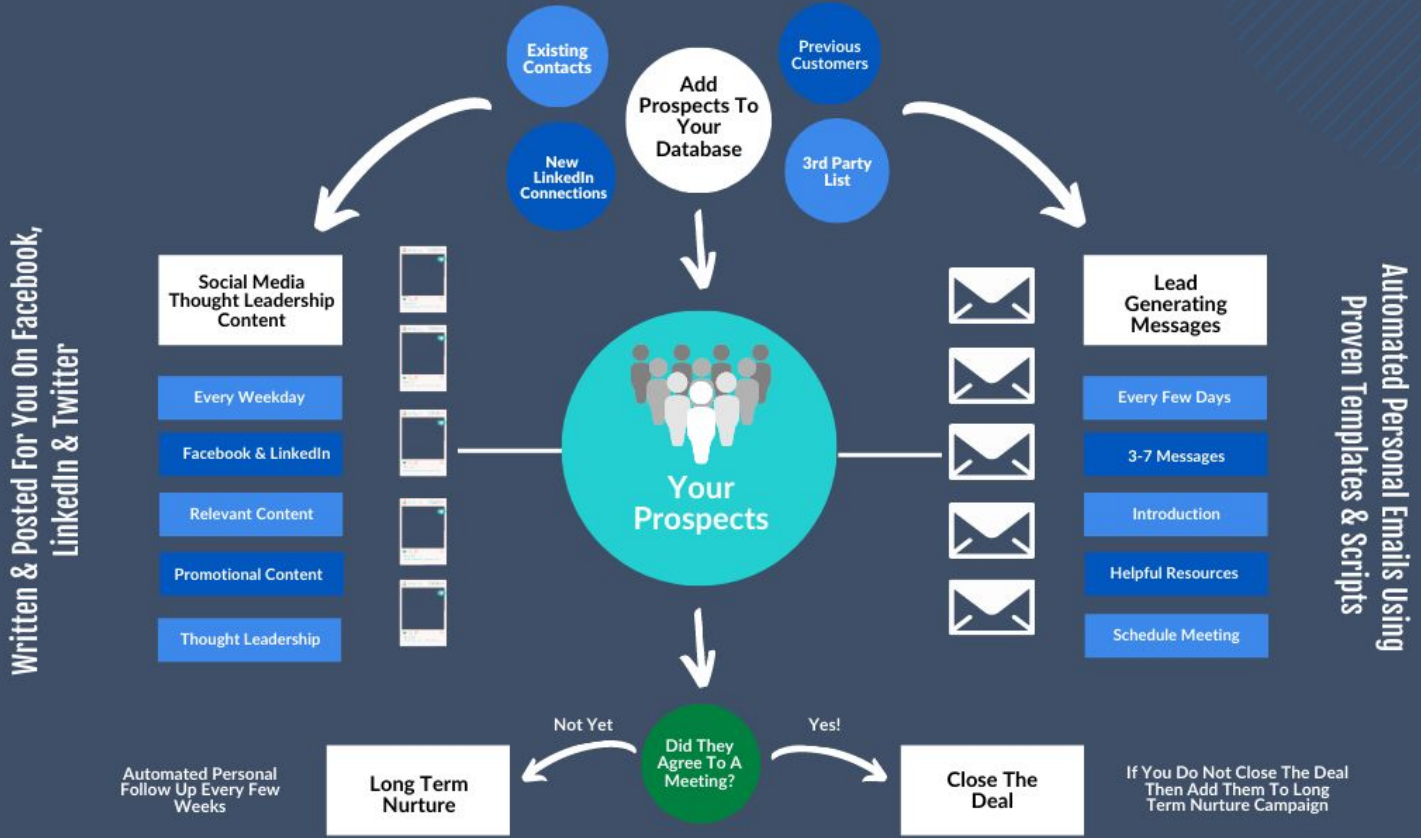 Existing
Contacts
Previous
Customers
Add
Prospects To
Your
Database
New
LinkedIn
Connections
3rd Party
List
Written & Posted For You On Facebook,
LinkedIn & Twitter
Social Media
Thought Leadership
Content
Every Weekday
Facebook & LinkedIn
Relevant Content
Promotional Content
Thought Leadership
Your
Prospects
Lead
Generating
Messages
Every Few Days
3-7 Messages
Introduction
Helpful Resources
Schedule Meeting
Automated Personal Emails Using
Proven Templates & Scripts
Not Yet
Did They
Agree To A
Meeting?
Yes!
Automated Personal
Follow Up Every Few
Weeks
Long Term
Nurture
Close The
Deal
If You Do Not Close The Deal
Then Add Them To Long
Term Nurture Campaign